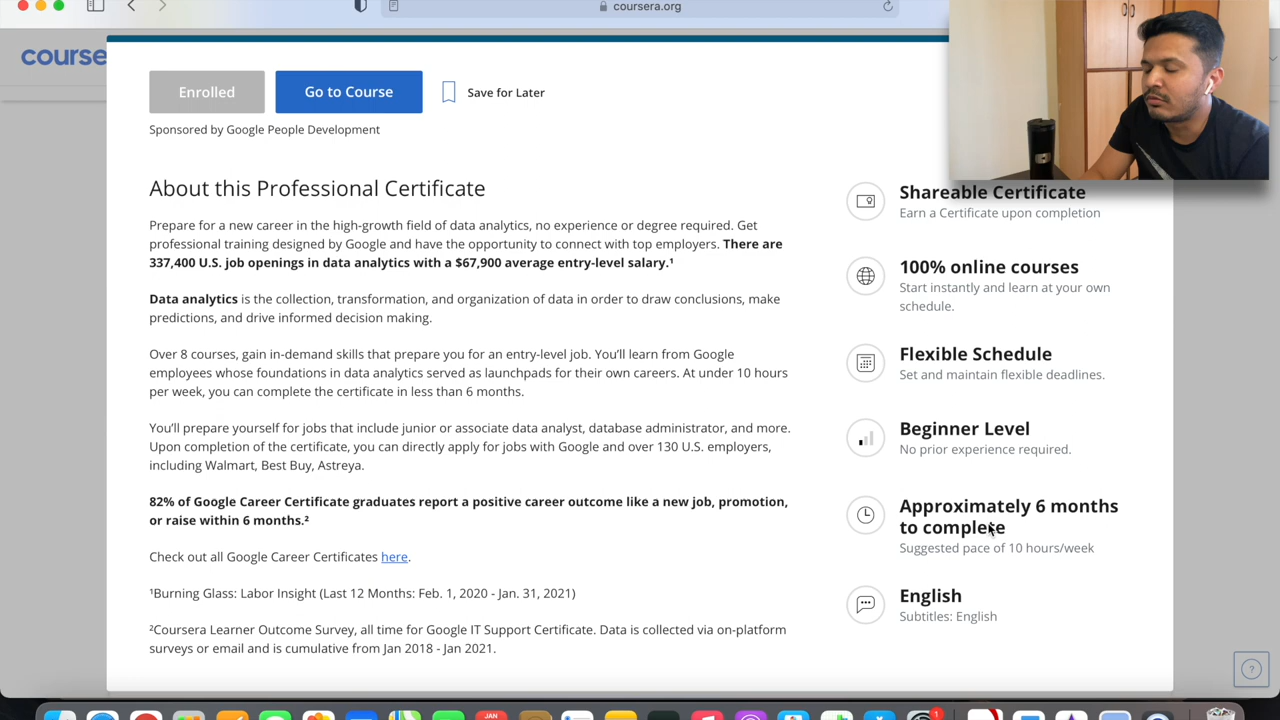 coursera.org
course
Enrolled
Go to Course
Save for Later
Sponsored by Google People Development
About this Professional Certificate
Prepare for a new career in the high-growth field of data analytics, no experience or degree required. Get
professional training designed by Google and have the opportunity to connect with top employers. There are
337,400 U.S. job openings in data analytics with a $67,900 average entry-level salary.¹
Data analytics is the collection, transformation, and organization of data in order to draw conclusions, make
predictions, and drive informed decision making.
Over 8 courses, gain in-demand skills that prepare you for an entry-level job. You'll learn from Google
employees whose foundations in data analytics served as launchpads for their own careers. At under 10 hours
per week, you can complete the certificate in less than 6 months.
You'll prepare yourself for jobs that include junior or associate data analyst, database administrator, and more.
Upon completion of the certificate, you can directly apply for jobs with Google and over 130 U.S. employers,
including Walmart, Best Buy, Astreya.
82% of Google Career Certificate graduates report a positive career outcome like a new job, promotion,
or raise within 6 months.²
Check out all Google Career Certificates here.
¹Burning Glass: Labor Insight (Last 12 Months: Feb. 1, 2020 - Jan. 31, 2021)
²Coursera Learner Outcome Survey, all time for Google IT Support Certificate. Data is collected via on-platform
surveys or email and is cumulative from Jan 2018 - Jan 2021.
Shareable Certificate
Earn a Certificate upon completion
100% online courses
Start instantly and learn at your own
schedule.
Flexible Schedule
Set and maintain flexible deadlines.
Beginner Level
No prior experience required.
Approximately 6 months
to complete
Suggested pace of 10 hours/week
English
Subtitles: English
?
JAN
1